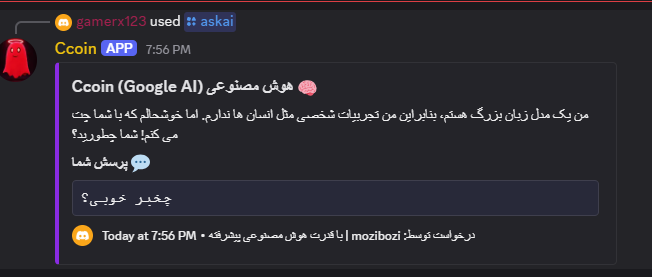 gamerx123 used askai
Ccoin APP 7:56 PM
Ccoin (Google AI) هوش مصنوعی 🧠
من یک مدل زبان بزرگ هستم، بنابراین من تجربیات شخصی مثل انسان ها ندارم. اما خوشحالم که با شما چت
می کنم! شما چطورید؟
پرسش شما 💬
چخبر خوبی؟
درخواست توسط: mozibozi | با قدرت هوش مصنوعی پیشرفته • Today at 7:56 PM